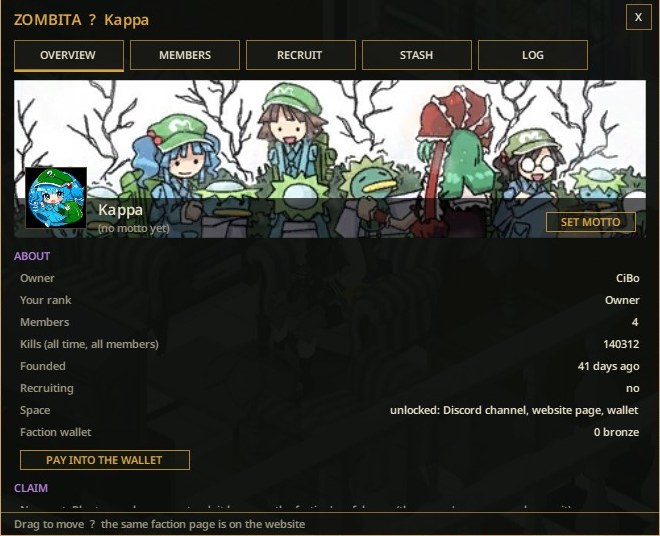 ZOMBITA ? Kappa
X
OVERVIEW
MEMBERS
RECRUIT
STASH
LOG
Kappa
(no motto yet)
SET MOTTO
ABOUT
Owner CiBo
Your rank Owner
Members 4
Kills (all time, all members) 140312
Founded 41 days ago
Recruiting no
Space unlocked: Discord channel, website page, wallet
Faction wallet 0 bronze
PAY INTO THE WALLET
CLAIM
Drag to move ? the same faction page is on the website